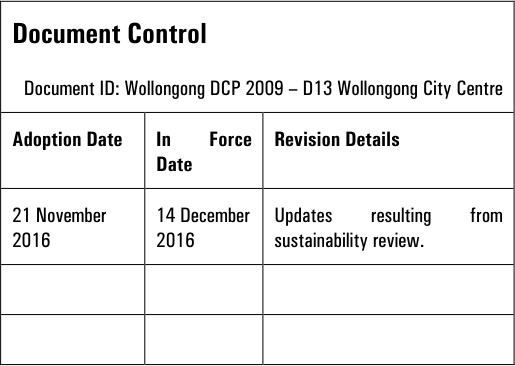 Document Control
Document ID: Wollongong DCP 2009 – D13 Wollongong City Centre
Adoption Date
In Force
Date
Revision Details
21 November
2016
14 December
2016
Updates resulting from
sustainability review.